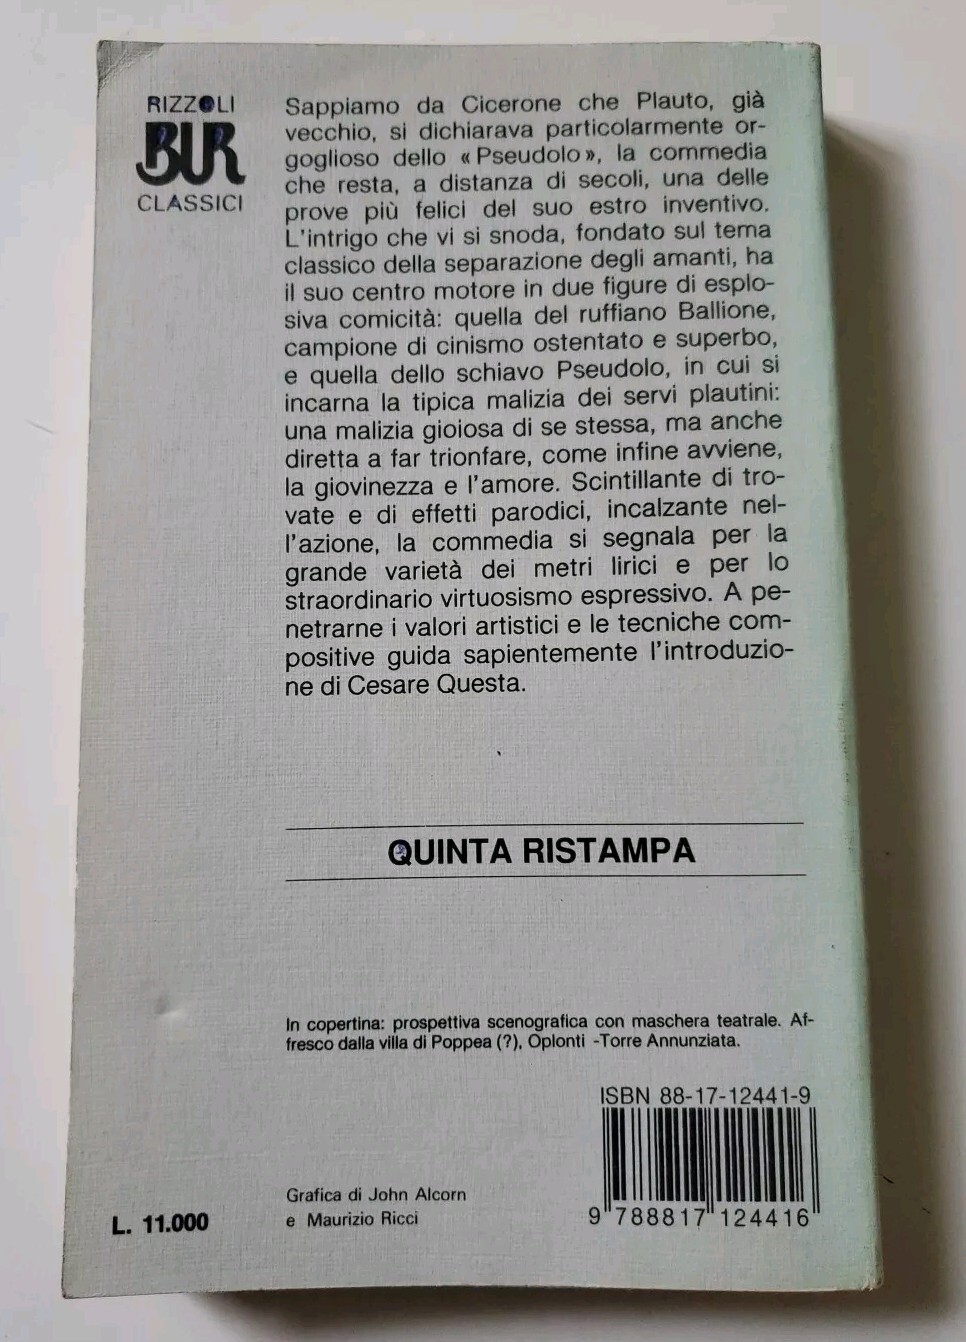 RIZZOLI
BUR
CLASSICI
Sappiamo da Cicerone che Plauto, già
vecchio, si dichiarava particolarmente or-
goglioso dello «Pseudolo», la commedia
che resta, a distanza di secoli, una delle
prove più felici del suo estro inventivo.
L'intrigo che vi si snoda, fondato sul tema
classico della separazione degli amanti, ha
il suo centro motore in due figure di esplo-
siva comicità: quella del ruffiano Ballione,
campione di cinismo ostentato e superbo,
e quella dello schiavo Pseudolo, in cui si
incarna la tipica malizia dei servi plautini:
una malizia gioiosa di se stessa, ma anche
diretta a far trionfare, come infine avviene,
la giovinezza e l'amore. Scintillante di tro-
vate e di effetti parodici, incalzante nel-
l'azione, la commedia si segnala per la
grande varietà dei metri lirici e per lo
straordinario virtuosismo espressivo. A pe-
netrarne i valori artistici e le tecniche com-
positive guida sapientemente l'introduzio-
ne di Cesare Questa.
QUINTA RISTAMPA
In copertina: prospettiva scenografica con maschera teatrale. Af-
fresco dalla villa di Poppea (?), Oplonti -Torre Annunziata.
ISBN 88-17-12441-9
9 788817 124416
Grafica di John Alcorn
e Maurizio Ricci
L. 11.000